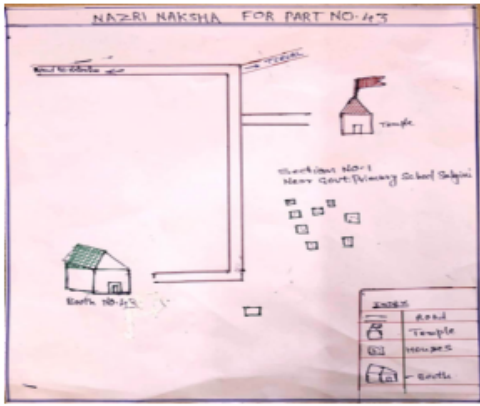 NAZRI NAKSHA FOR PART NO-43
Temple
Section NO-1
Near Govt. Primary School
Booth NO-43
INDEX
ROAD
Temple
HOUSES
Booth